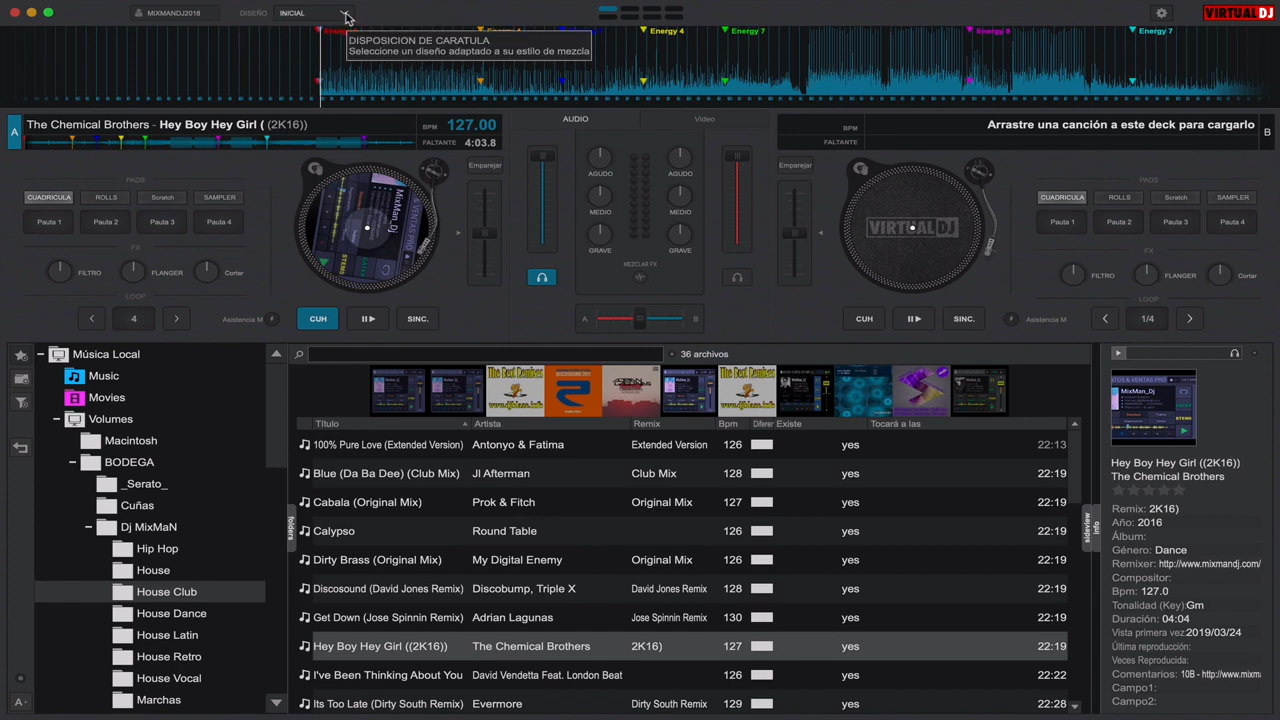 MIXMANDJ2018
DISEÑO
INICIAL
VIRTUALDJ
DISPOSICION DE CARATULA
Seleccione un diseño adaptado a su estilo de mezcla
Energy 4
Energy 7
Energy 7
A
The Chemical Brothers - Hey Boy Hey Girl ( (2K16))
BPM 127.00
FALTANTE 4:03.8
AUDIO
Video
BPM
FALTANTE
Arrastre una canción a este deck para cargarlo
B
PADS
CUADRICULA ROLLS Scratch SAMPLER
Pauta 1 Pauta 2 Pauta 3 Pauta 4
FX
FILTRO FLANGER Cortar
LOOP
4
Asistencia M
CUH
SINC.
Emparejar
MixMan Dj
AGUDO AGUDO
MEDIO MEDIO
GRAVE GRAVE
MEZCLAR FX
A B
Emparejar
VIRTUALDJ
CUH
SINC.
PADS
CUADRICULA ROLLS Scratch SAMPLER
Pauta 1 Pauta 2 Pauta 3 Pauta 4
FX
FILTRO FLANGER Cortar
LOOP
Asistencia M
1/4
Música Local
Music
Movies
Volumes
Macintosh
BODEGA
_Serato_
Cuñas
Dj MixMaN
Hip Hop
House
House Club
House Dance
House Latin
House Retro
House Vocal
Marchas
folders
36 archivos
Título Artista Remix Bpm Diferer Existe Tocará a las
100% Pure Love (Extended Version) Antonyo & Fatima Extended Version 126 yes 22:13
Blue (Da Ba Dee) (Club Mix) Jl Afterman Club Mix 128 yes 22:19
Cabala (Original Mix) Prok & Fitch Original Mix 127 yes 22:19
Calypso Round Table 126 yes 22:19
Dirty Brass (Original Mix) My Digital Enemy Original Mix 126 yes 22:19
Discosound (David Jones Remix) Discobump, Triple X David Jones Remix 128 yes 22:19
Get Down (Jose Spinnin Remix) Adrian Lagunas Jose Spinnin Remix 130 yes 22:19
Hey Boy Hey Girl ((2K16)) The Chemical Brothers 2K16) 127 yes 22:19
I've Been Thinking About You David Vendetta Feat. London Beat 126 yes 22:22
Its Too Late (Dirty South Remix) Evermore Dirty South Remix 129 yes 22:19
sideview
info
Hey Boy Hey Girl ((2K16))
The Chemical Brothers
Remix: 2K16)
Año: 2016
Álbum:
Género: Dance
Remixer: http://www.mixmandj.com/
Compositor:
Bpm: 127.0
Tonalidad (Key):Gm
Duración: 04:04
Vista primera vez:2019/03/24
Última reproducción:
Veces Reproducida:
Comentarios: 10B - http://www.mixma
Campo1:
Campo2: